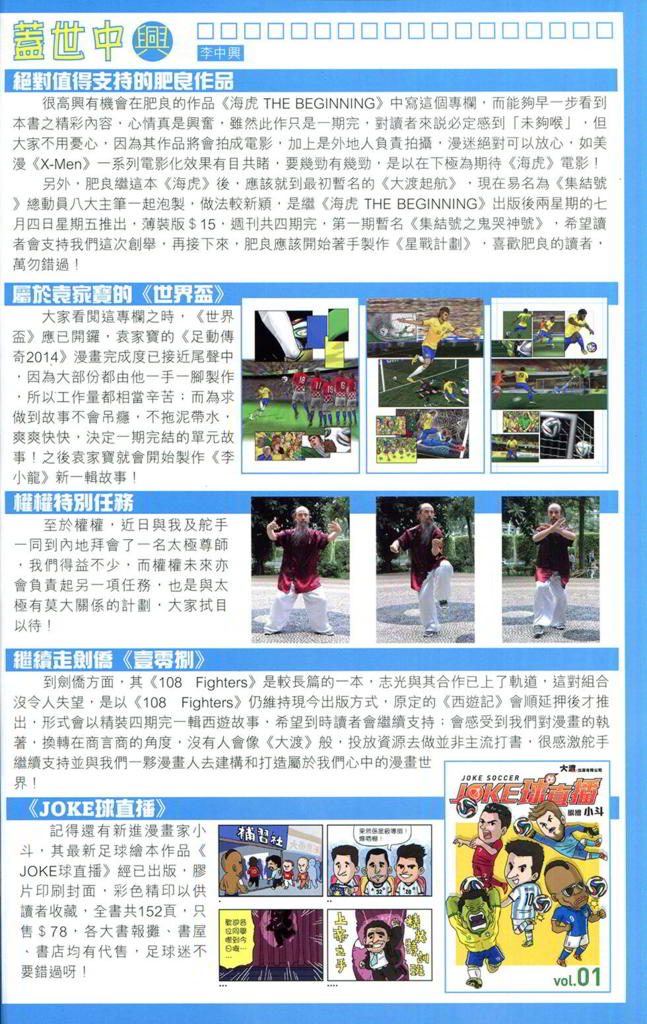 蓋世中興
李中興
絕對值得支持的肥良作品
很高興有機會在肥良的作品《海虎 THE BEGINNING》中寫這個專欄，而能夠早一步看到
本書之精彩內容，心情真是興奮，雖然此作只是一期完，對讀者來說必定感到「未夠喉」，但
大家不用憂心，因為其作品將會拍成電影，加上是外地人負責拍攝，漫迷絕對可以放心，如美
漫《X-Men》一系列電影化效果有目共睹，要幾勁有幾勁，是以在下極為期待《海虎》電影！
另外，肥良繼這本《海虎》後，應該就到最初暫名的《大渡起航》，現在易名為《集結號
》總動員八大主筆一起泡製，做法較新穎，是繼《海虎 THE BEGINNING》出版後兩星期的七
月四日星期五推出，薄裝版＄15，週刊共四期完，第一期暫名《集結號之鬼哭神號》，希望讀
者會支持我們這次創舉，再接下來，肥良應該開始著手製作《星戰計劃》，喜歡肥良的讀者，
萬勿錯過！
屬於袁家寶的《世界盃》
大家看閱這專欄之時，《世界
盃》應已開鑼，袁家寶的《足動傳
奇2014》漫畫完成度已接近尾聲中
，因為大部份都由他一手一腳製作
，所以工作量都相當辛苦；而為求
做到故事不會吊癮，不拖泥帶水，
爽爽快快，決定一期完結的單元故
事！之後袁家寶就會開始製作《李
小龍》新一輯故事！
權權特別任務
至於權權，近日與我及舵手
一同到內地拜會了一名太極尊師
，我們得益不少，而權權未來亦
會負責起另一項任務，也是與太
極有莫大關係的計劃，大家拭目
以待！
繼續走劍僑《壹零捌》
到劍僑方面，其《108 Fighters》是較長篇的一本，志光與其合作已上了軌道，這對組合
沒令人失望，是以《108 Fighters》仍維持現今出版方式，原定的《西遊記》會順延押後才推
出，形式會以精裝四期完一輯西遊故事，希望到時讀者會繼續支持；會感受到我們對漫畫的執
著，換轉在商言商的角度，沒有人會像《大渡》般，投放資源去做並非主流打書，很感激舵手
繼續支持並與我們一夥漫畫人去建構和打造屬於我們心中的漫畫世
界！
《JOKE球直播》
記得還有新進漫畫家小
斗，其最新足球繪本作品《
JOKE球直播》經已出版，膠
片印刷封面，彩色精印以供
讀者收藏，全書共152頁，只
售＄78，各大書報攤、書屋
、書店均有代售，足球迷不
要錯過呀！
補習社
歡迎各
位同學
嚟到今
日嘅……
上帝之手
精裝特別班
大渡
JOKE SOCCER
JOKE球直播
小斗
vol.01